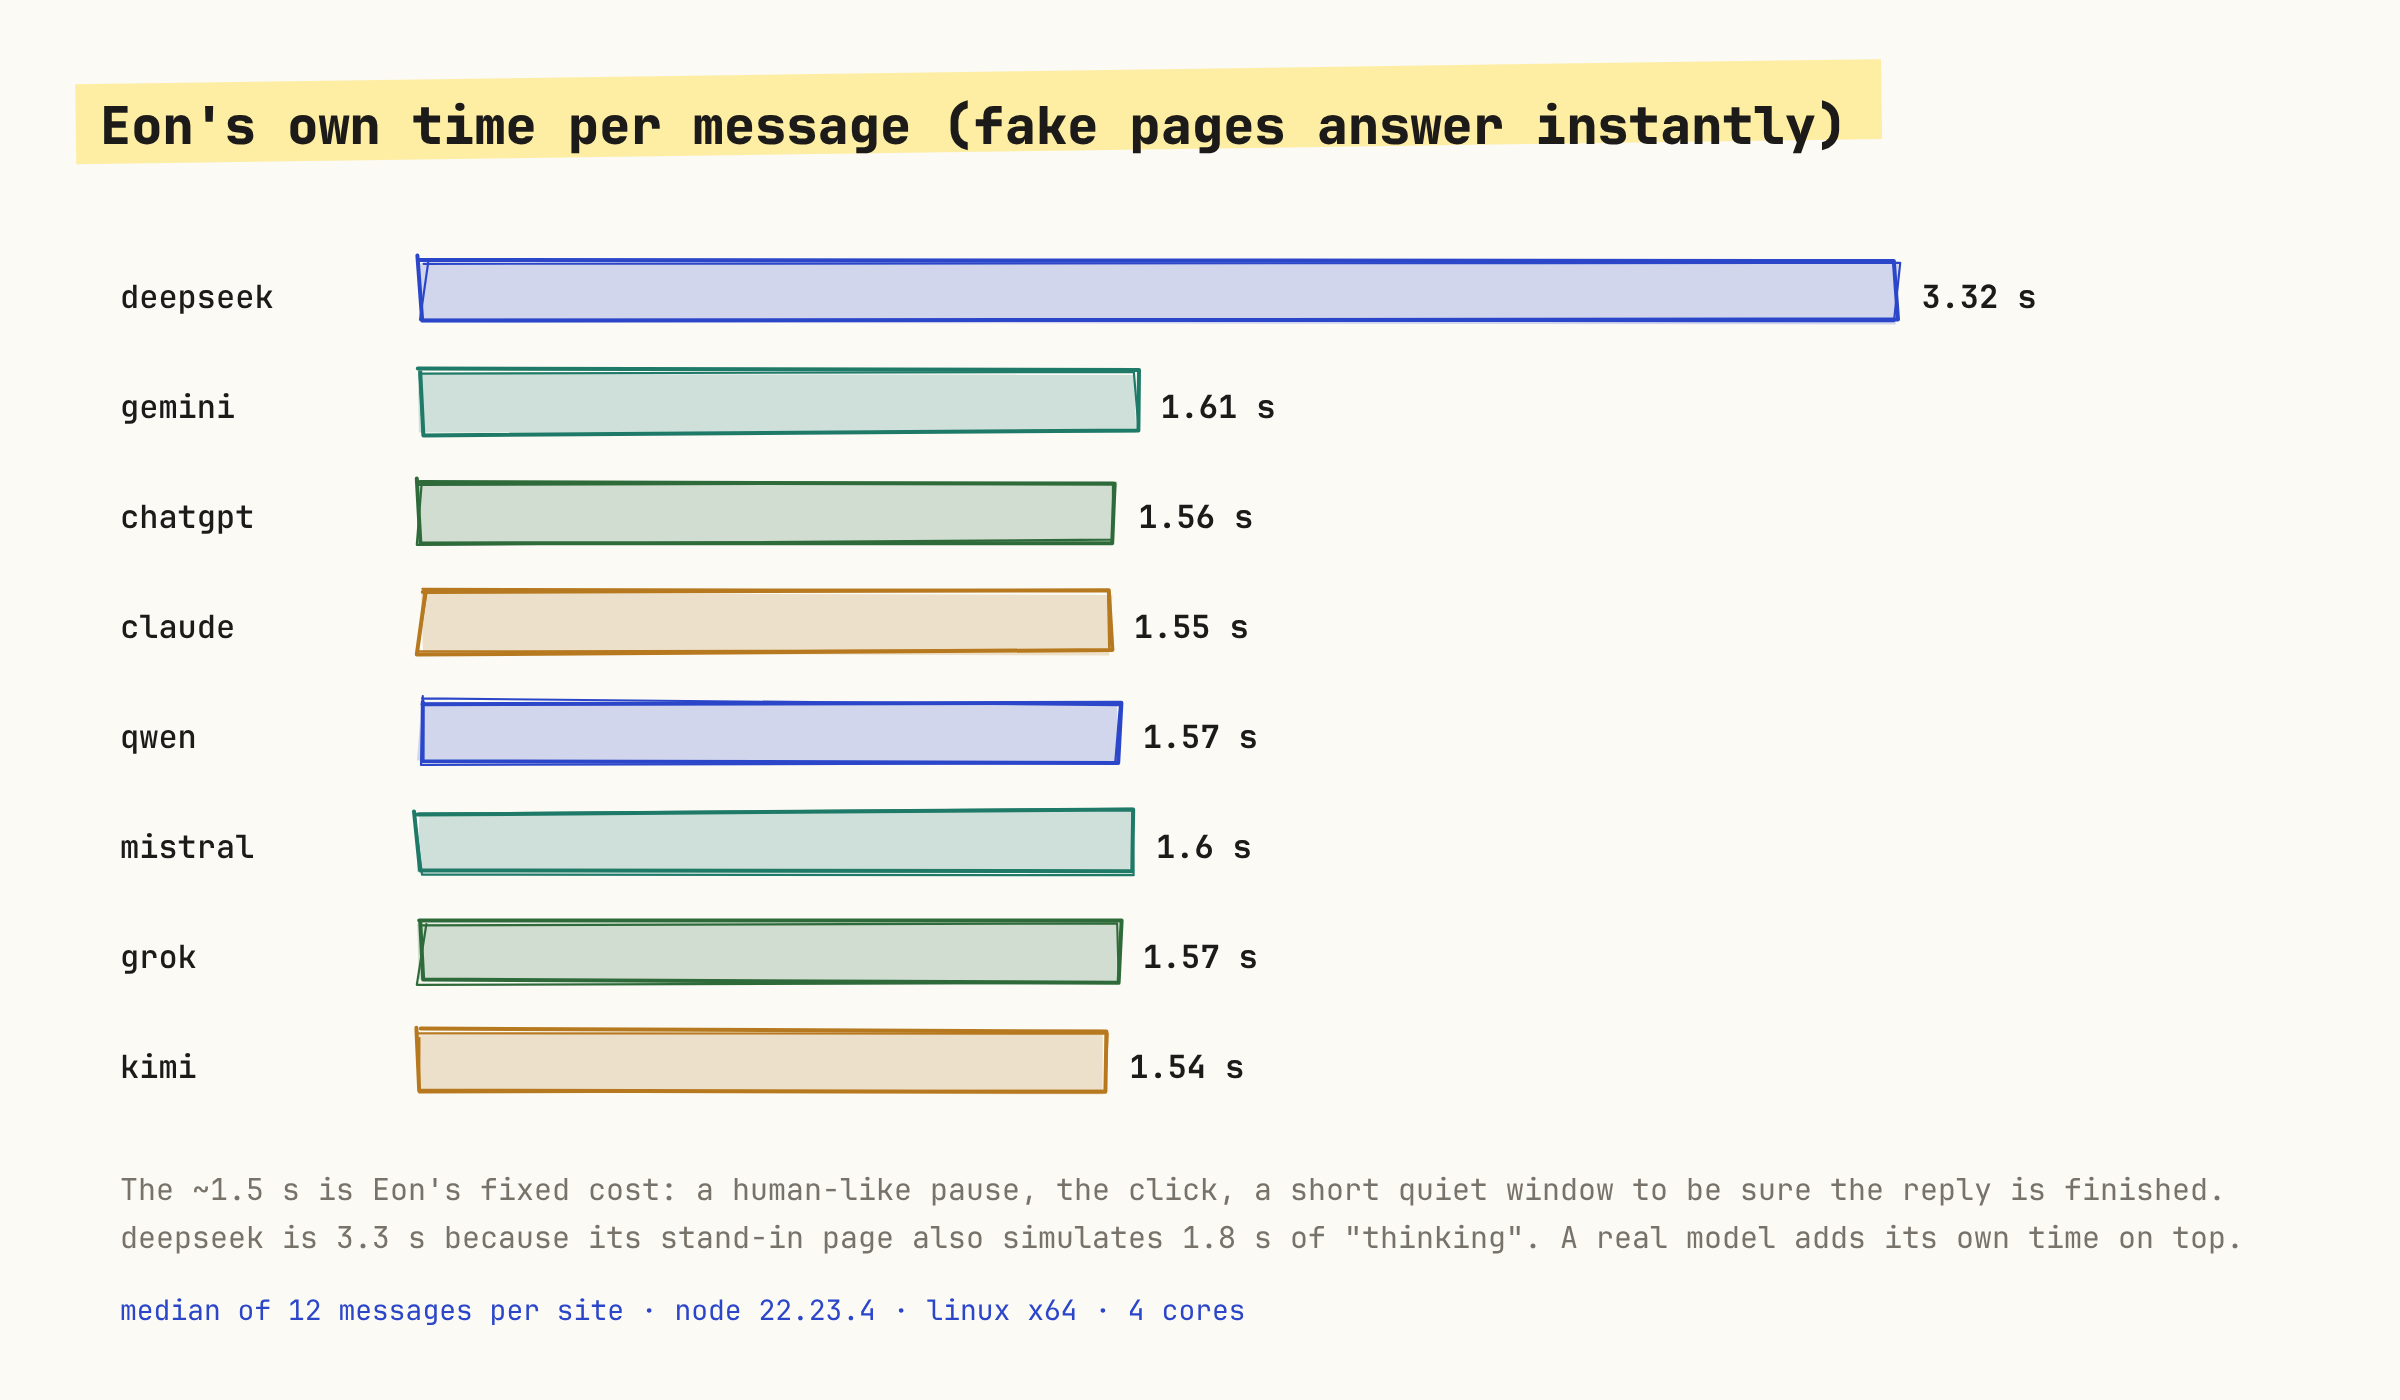 Eon's own time per message (fake pages answer instantly)
deepseek 3.32 s
gemini 1.61 s
chatgpt 1.56 s
claude 1.55 s
qwen 1.57 s
mistral 1.6 s
grok 1.57 s
kimi 1.54 s
The ~1.5 s is Eon's fixed cost: a human-like pause, the click, a short quiet window to be sure the reply is finished.
deepseek is 3.3 s because its stand-in page also simulates 1.8 s of "thinking". A real model adds its own time on top.
median of 12 messages per site · node 22.23.4 · linux x64 · 4 cores